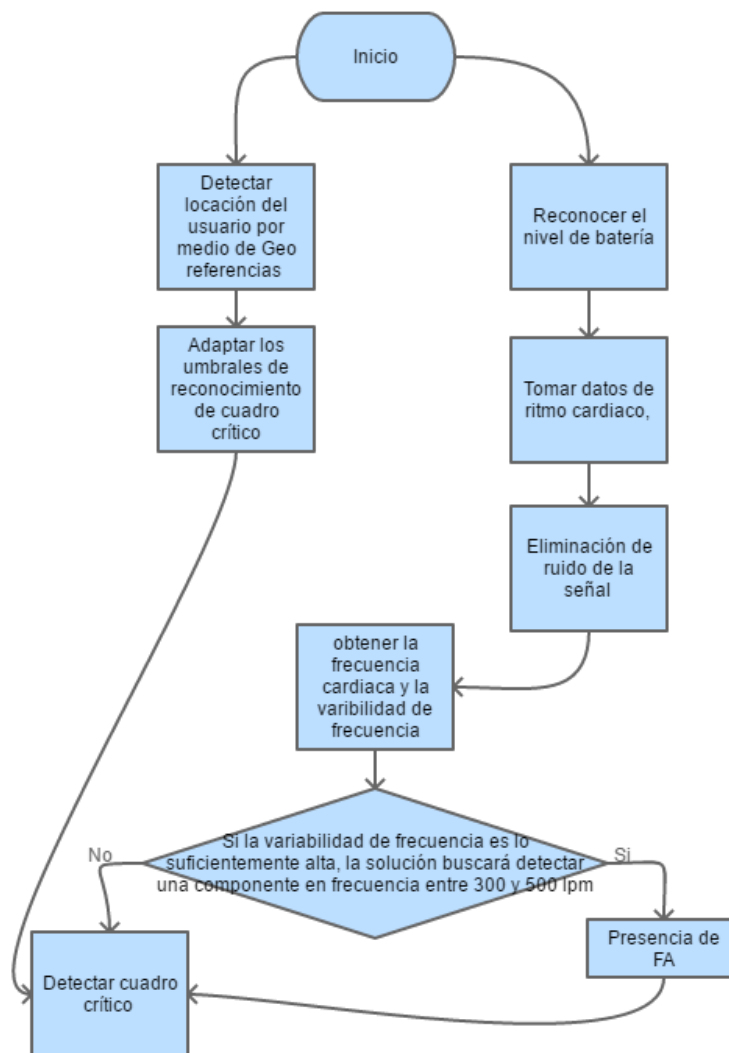 Inicio
Detectar
locación del
usuario por
medio de Geo
referencias
Reconocer el
nivel de batería
Adaptar los
umbrales de
reconocimiento
de cuadro
crítico
Tomar datos de
ritmo cardiaco,
Eliminación de
ruido de la
señal
obtener la
frecuencia
cardiaca y la
varibilidad de
frecuencia
No
Si la variabilidad de frecuencia es lo
suficientemente alta, la solución buscará detectar
una componente en frecuencia entre 300 y 500 lpm
Si
Presencia de
FA
Detectar cuadro
crítico